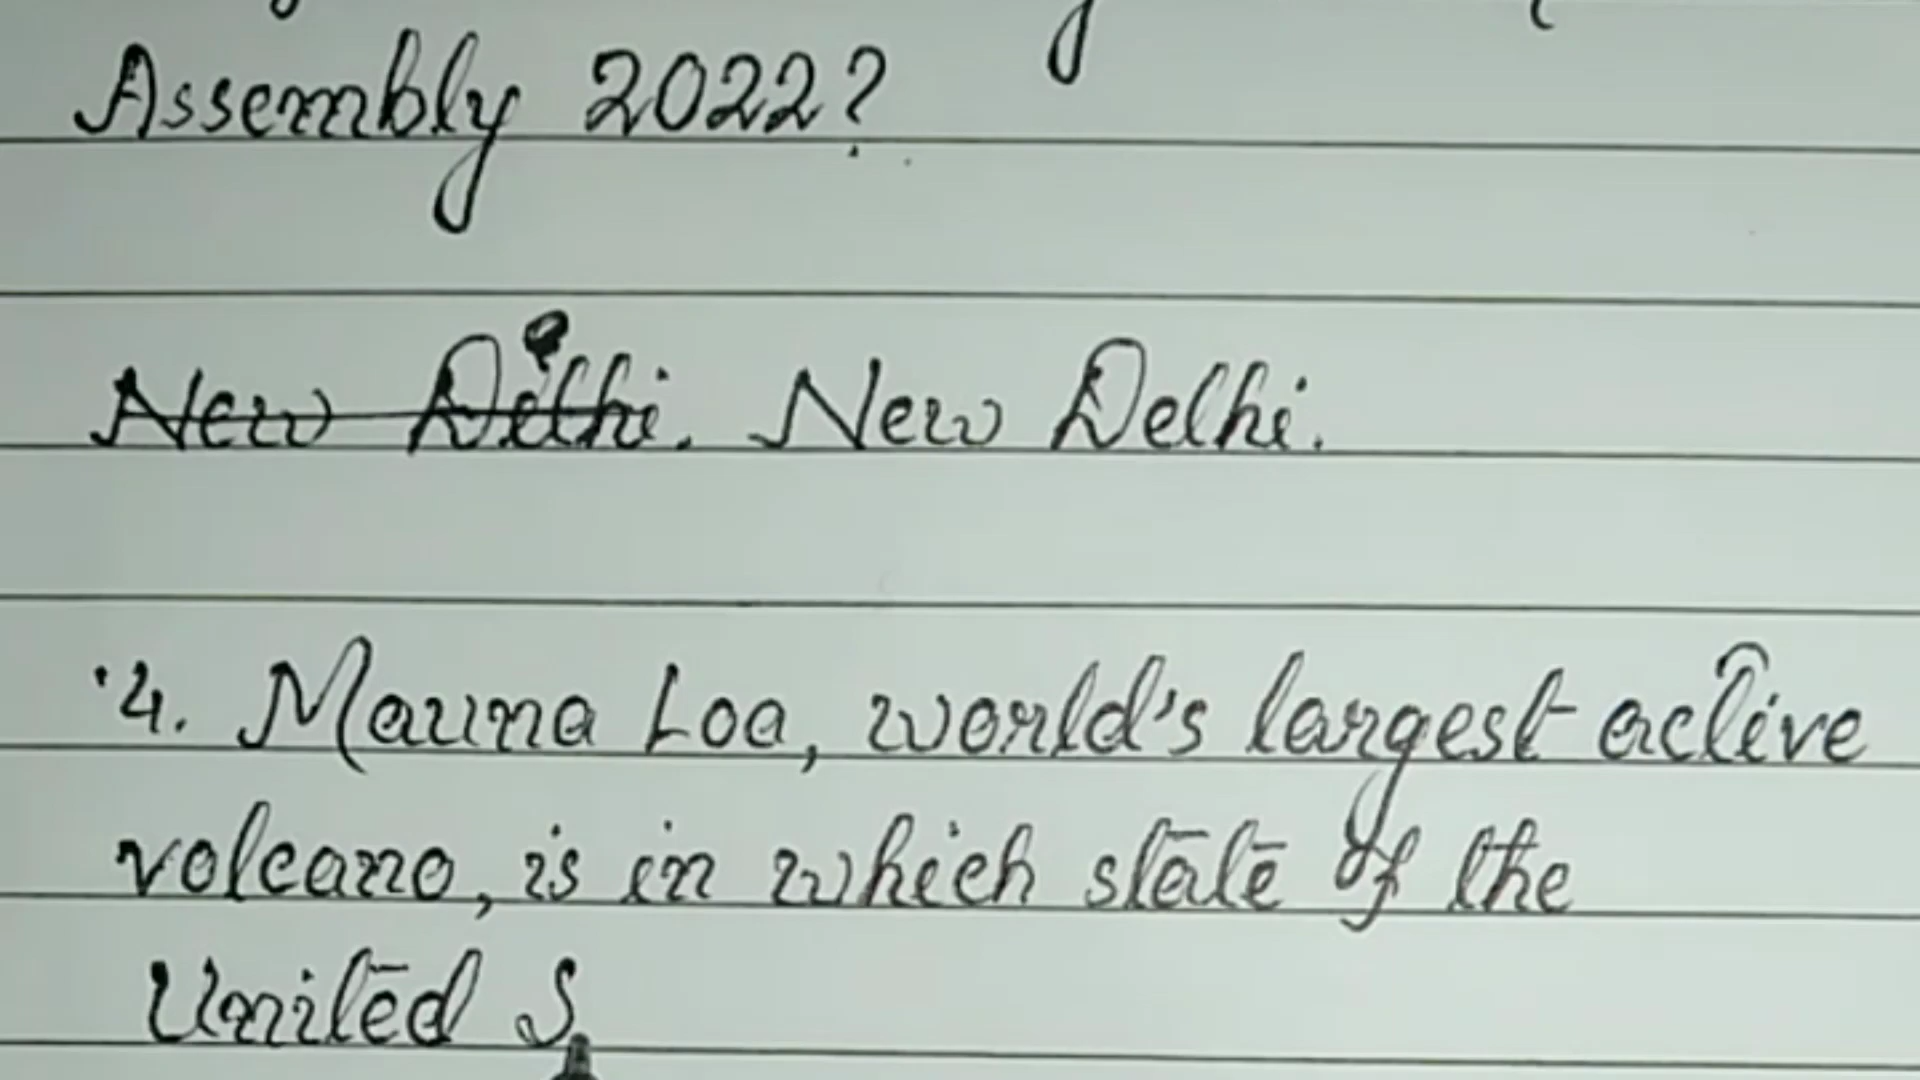 Assembly 2022?
New Delhi. New Delhi.
4. Mauna Loa, world's largest active
volcano, is in which state of the
United S